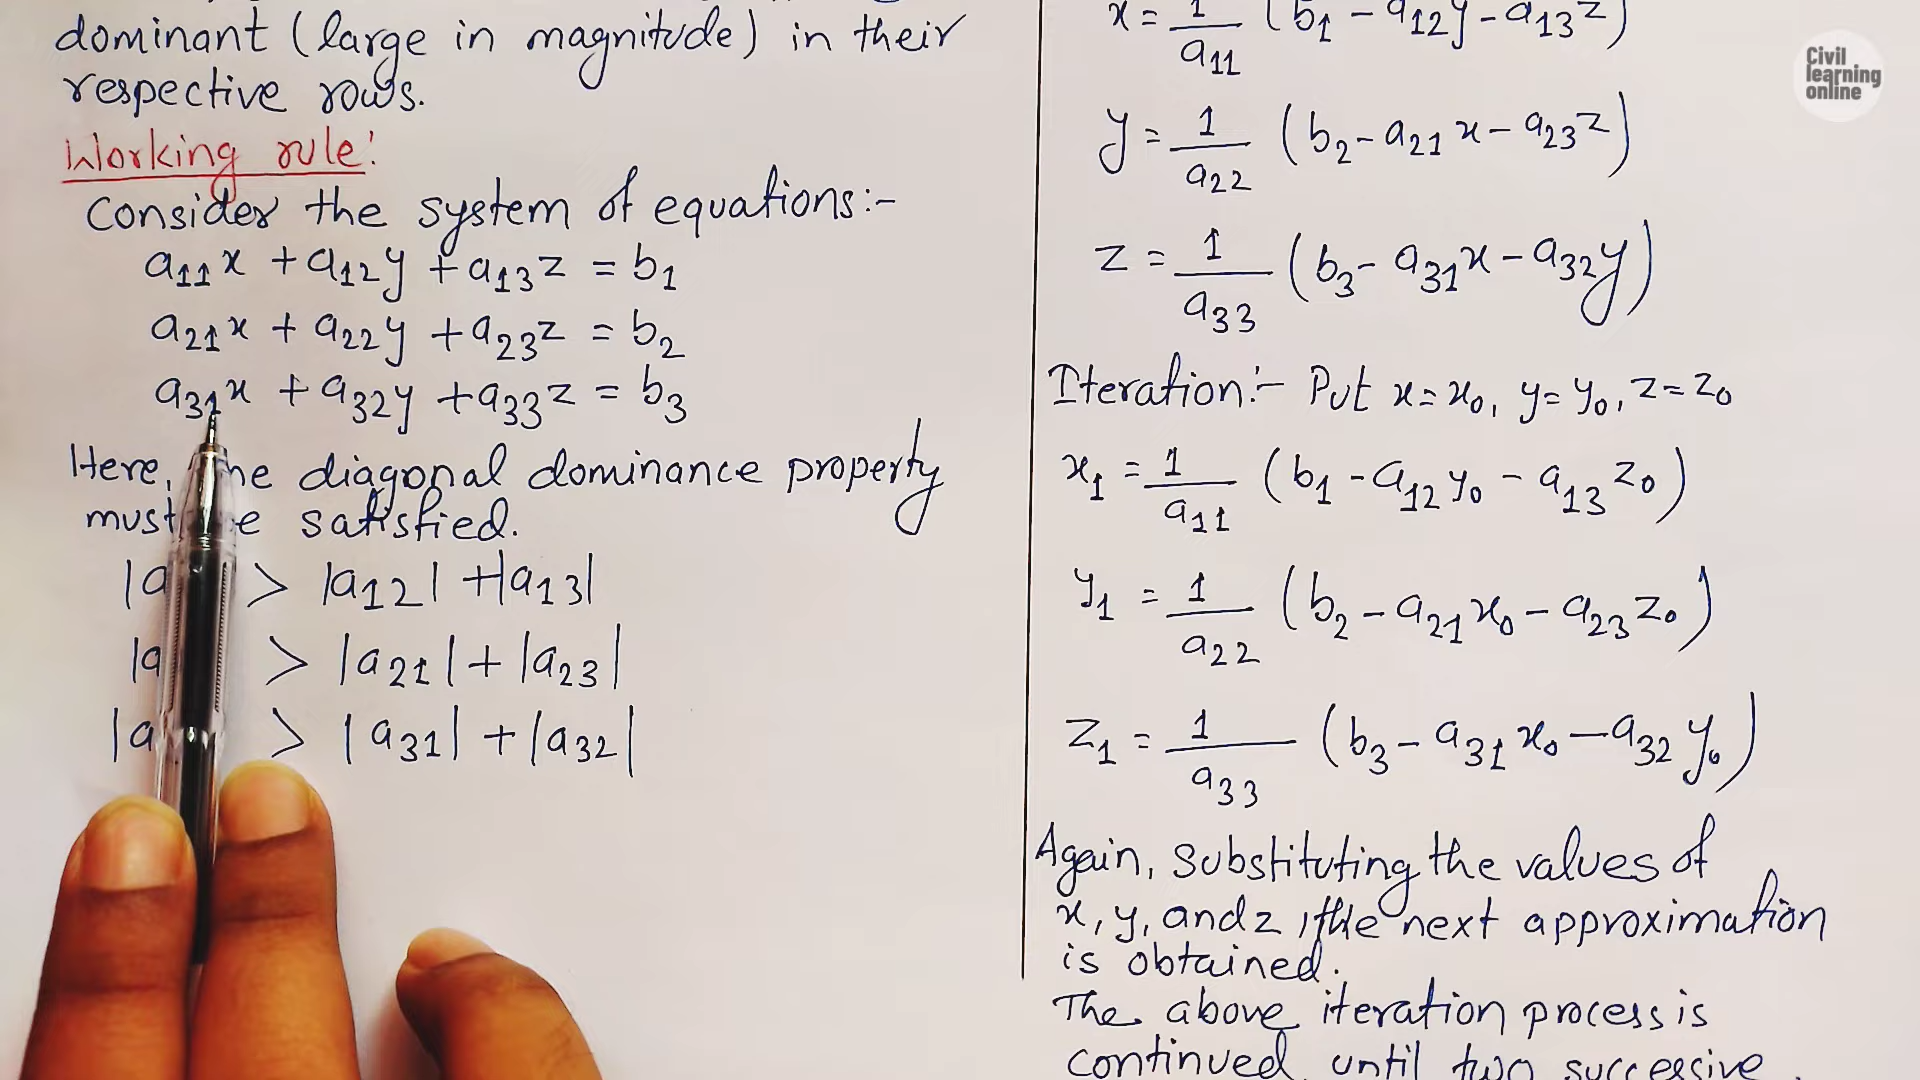 dominant (large in magnitude) in their
respective rows.
Working rule:
Consider the system of equations:-
a11x + a12y + a13z = b1
a21x + a22y + a23z = b2
a31x + a32y + a33z = b3
Here, the diagonal dominance property
must be satisfied.
|a > |a12| + |a13|
|a > |a21| + |a23|
|a > |a31| + |a32|
x = 1/a11 (b1 - a12y - a13z)
y = 1/a22 (b2 - a21x - a23z)
z = 1/a33 (b3 - a31x - a32y)
Iteration:- Put x = x0, y = y0, z = z0
x1 = 1/a11 (b1 - a12y0 - a13z0)
y1 = 1/a22 (b2 - a21x0 - a23z0)
z1 = 1/a33 (b3 - a31x0 - a32y0)
Again, substituting the values of
x, y, and z, the next approximation
is obtained.
The above iteration process is
continued until two successive
Civil
learning
online